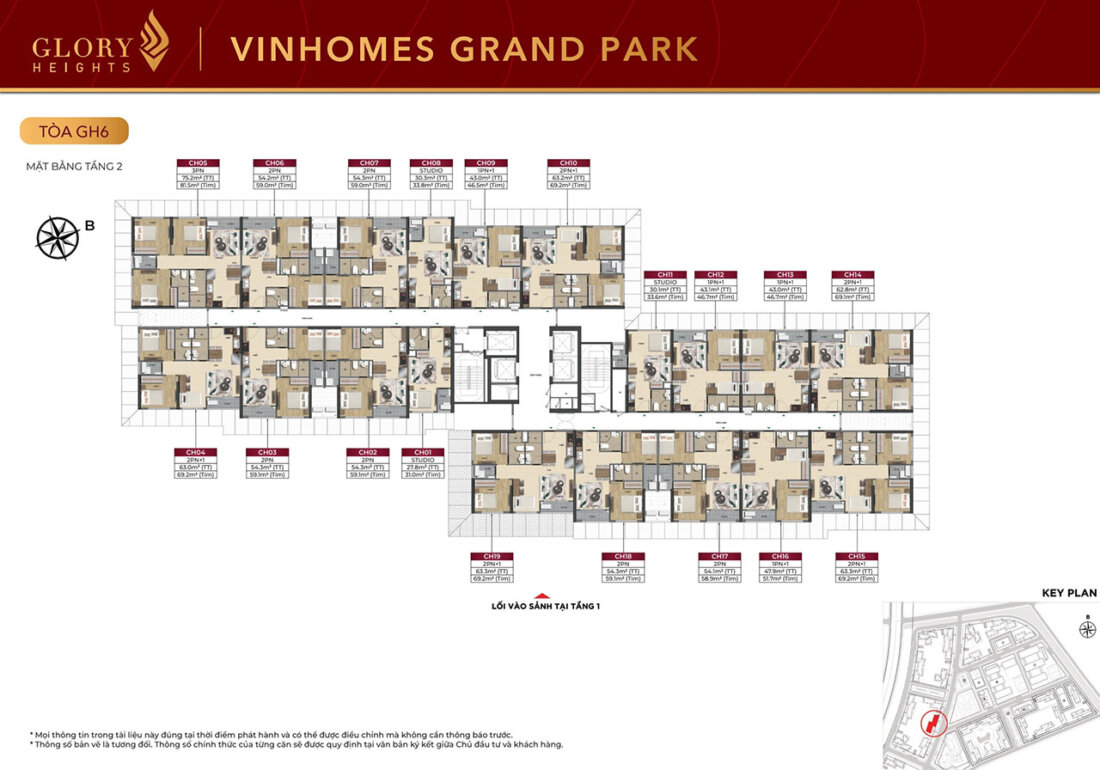 GLORY
HEIGHTS
VINHOMES GRAND PARK
TÒA GH6
MẶT BẰNG TẦNG 2
B
CH05
3PN
75.2m² (TT)
81.5m² (Tim)
CH06
2PN
54.2m² (TT)
59.0m² (Tim)
CH07
2PN
54.3m² (TT)
59.0m² (Tim)
CH08
STUDIO
30.3m² (TT)
33.8m² (Tim)
CH09
1PN+1
43.0m² (TT)
46.5m² (Tim)
CH10
2PN+1
63.2m² (TT)
69.2m² (Tim)
CH11
STUDIO
30.1m² (TT)
33.6m² (Tim)
CH12
1PN+1
43.1m² (TT)
46.7m² (Tim)
CH13
1PN+1
43.0m² (TT)
46.7m² (Tim)
CH14
2PN+1
62.8m² (TT)
69.1m² (Tim)
CH04
2PN+1
63.0m² (TT)
69.2m² (Tim)
CH03
2PN
54.3m² (TT)
59.1m² (Tim)
CH02
2PN
54.3m² (TT)
59.1m² (Tim)
CH01
STUDIO
27.8m² (TT)
31.0m² (Tim)
CH19
2PN+1
63.3m² (TT)
69.2m² (Tim)
CH18
2PN
54.3m² (TT)
59.1m² (Tim)
CH17
2PN
54.1m² (TT)
58.9m² (Tim)
CH16
1PN+1
47.9m² (TT)
51.7m² (Tim)
CH15
2PN+1
63.3m² (TT)
69.2m² (Tim)
LỐI VÀO SẢNH TẠI TẦNG 1
KEY PLAN
B
* Mọi thông tin trong tài liệu này đúng tại thời điểm phát hành và có thể được điều chỉnh mà không cần thông báo trước.
* Thông số bản vẽ là tương đối. Thông số chính thức của từng căn sẽ được quy định tại văn bản ký kết giữa Chủ đầu tư và khách hàng.